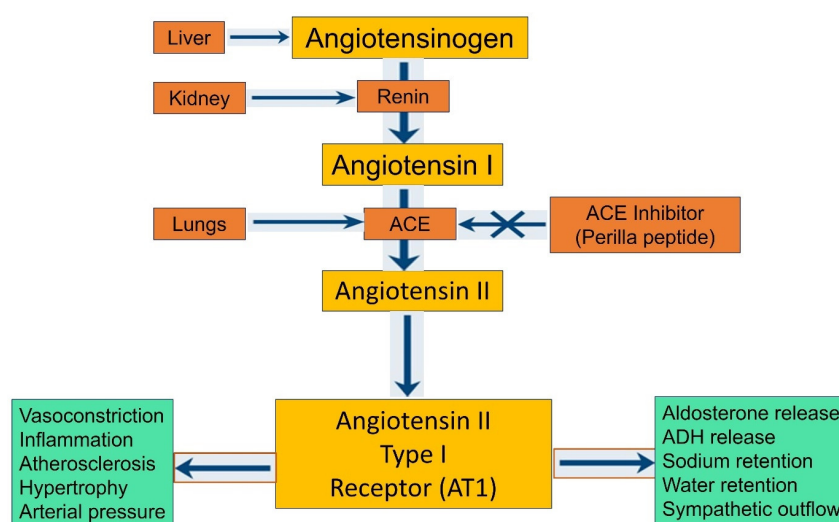 Liver
Angiotensinogen
Kidney
Renin
Angiotensin I
Lungs
ACE
ACE Inhibitor
(Perilla peptide)
Angiotensin II
Vasoconstriction
Inflammation
Atherosclerosis
Hypertrophy
Arterial pressure
Angiotensin II
Type I
Receptor (AT1)
Aldosterone release
ADH release
Sodium retention
Water retention
Sympathetic outflow